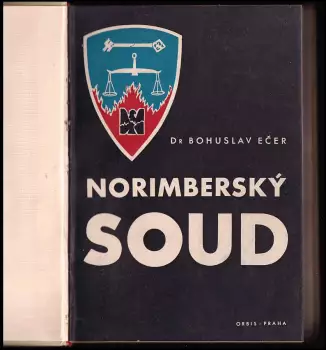 Dr BOHUSLAV EČER
NORIMBERSKÝ
SOUD
ORBIS - PRAHA